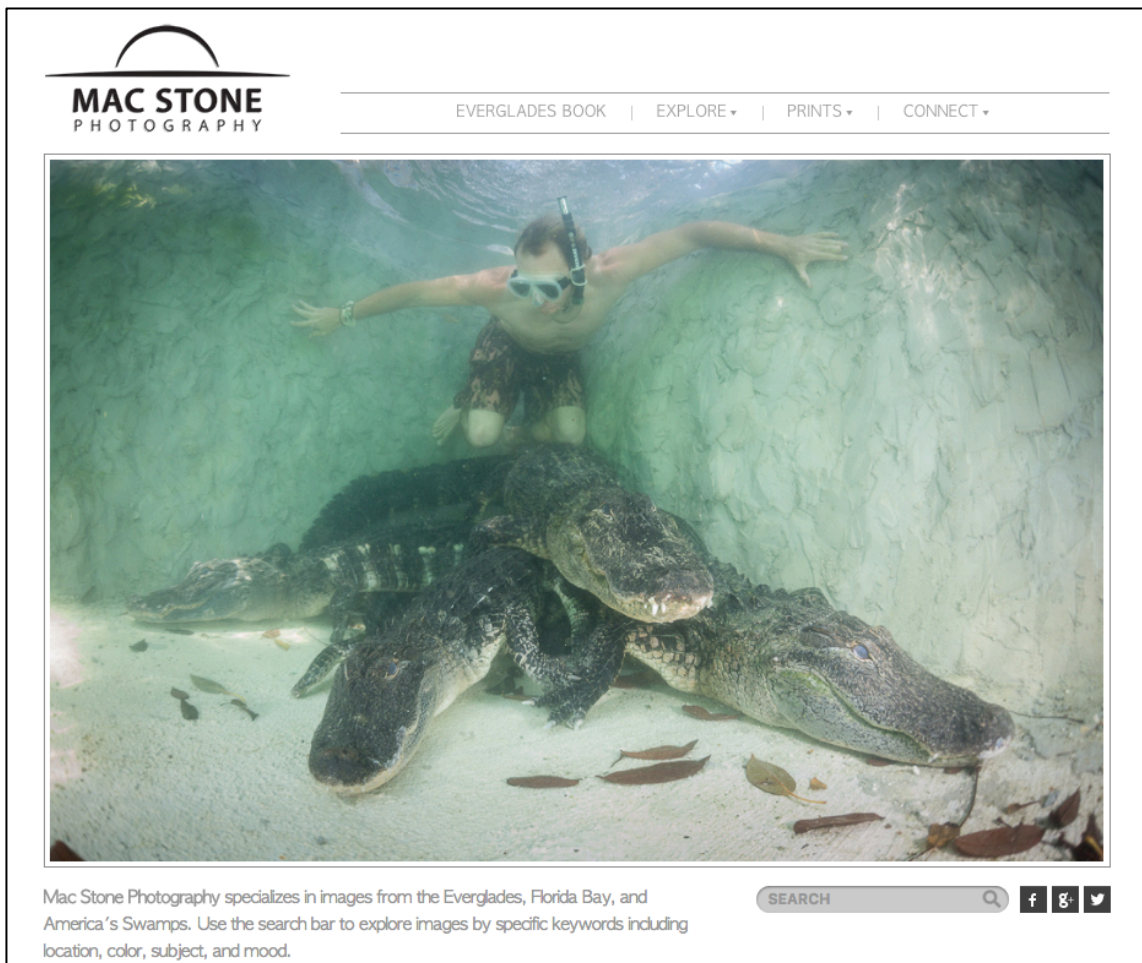 MAC STONE
PHOTOGRAPHY
EVERGLADES BOOK | EXPLORE ▾ | PRINTS ▾ | CONNECT ▾
Mac Stone Photography specializes in images from the Everglades, Florida Bay, and
America's Swamps. Use the search bar to explore images by specific keywords including
location, color, subject, and mood.
SEARCH
f g+